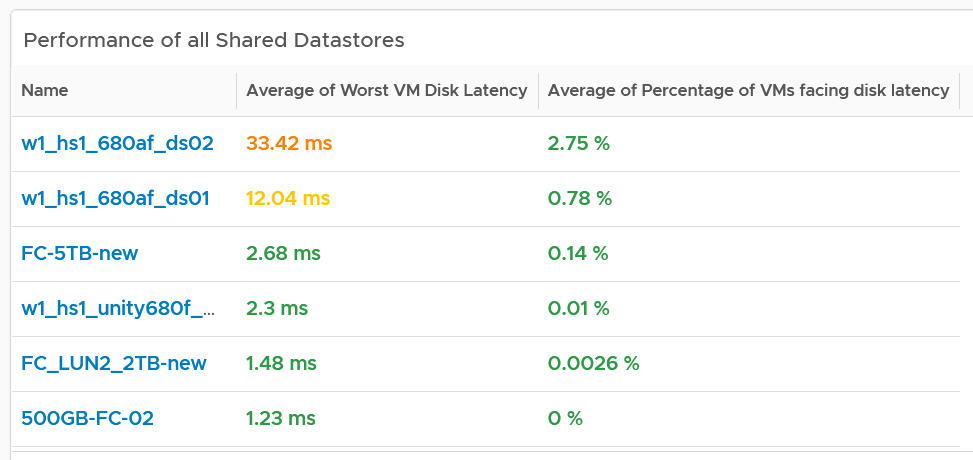 Performance of all Shared Datastores
Name Average of Worst VM Disk Latency Average of Percentage of VMs facing disk latency
w1_hs1_680af_ds02 33.42 ms 2.75 %
w1_hs1_680af_ds01 12.04 ms 0.78 %
FC-5TB-new 2.68 ms 0.14 %
w1_hs1_unity680f_... 2.3 ms 0.01 %
FC_LUN2_2TB-new 1.48 ms 0.0026 %
500GB-FC-02 1.23 ms 0 %